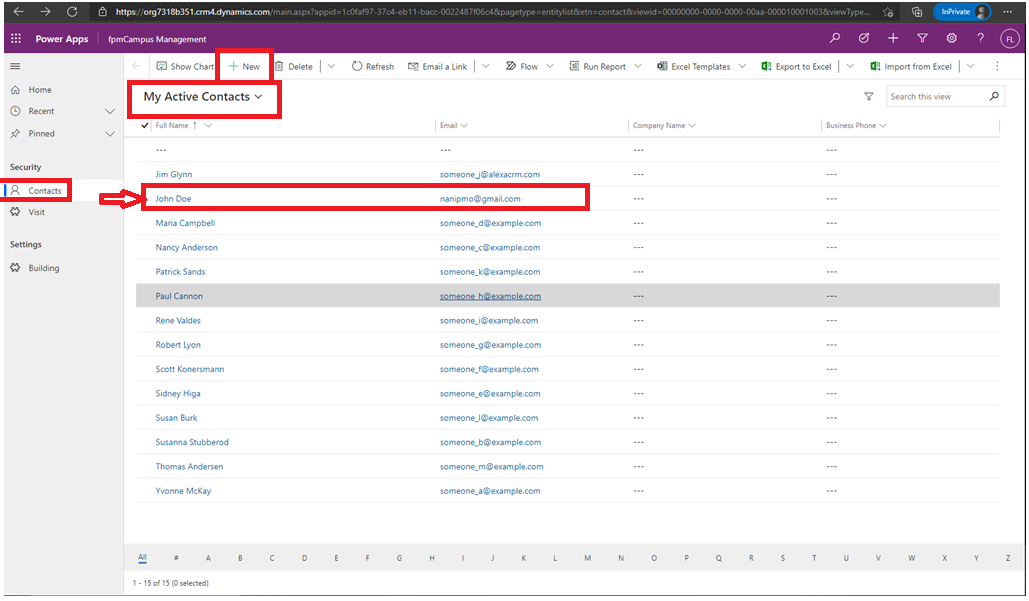 https://org7318b351.crm4.dynamics.com/main.aspx?appid=1c0faf97-37c4-eb11-bacc-0022487f06c4&pagetype=entitylist&etn=contact&viewid=00000000-0000-0000-00aa-000010001003&viewType... InPrivate
Power Apps fpmCampus Management FL
Show Chart + New Delete Refresh Email a Link Flow Run Report Excel Templates Export to Excel Import from Excel
Home
Recent
Pinned
Security
Contacts
Visit
Settings
Building
My Active Contacts Search this view
Full Name ↑ Email Company Name Business Phone
--- --- --- ---
Jim Glynn someone_j@alexacrm.com --- ---
John Doe nanipmo@gmail.com --- ---
Maria Campbell someone_d@example.com --- ---
Nancy Anderson someone_c@example.com --- ---
Patrick Sands someone_k@example.com --- ---
Paul Cannon someone_h@example.com --- ---
Rene Valdes someone_i@example.com --- ---
Robert Lyon someone_g@example.com --- ---
Scott Konersmann someone_f@example.com --- ---
Sidney Higa someone_e@example.com --- ---
Susan Burk someone_l@example.com --- ---
Susanna Stubberod someone_b@example.com --- ---
Thomas Andersen someone_m@example.com --- ---
Yvonne McKay someone_a@example.com --- ---
All # A B C D E F G H I J K L M N O P Q R S T U V W X Y Z
1 - 15 of 15 (0 selected)